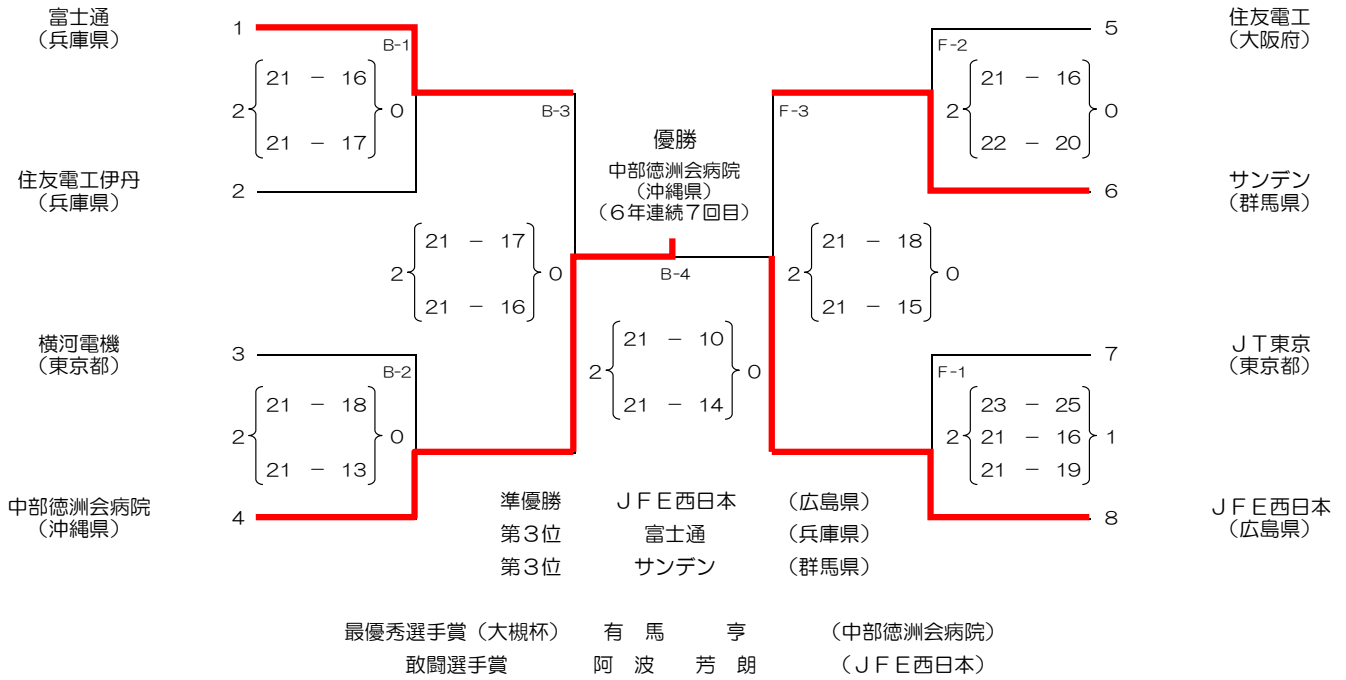 富士通
（兵庫県）
1
B-1
21 － 16
2
0
21 － 17
住友電工伊丹
（兵庫県）
2
B-3
21 － 17
2
0
21 － 16
横河電機
（東京都）
3
B-2
21 － 18
2
0
21 － 13
中部徳洲会病院
（沖縄県）
4
優勝
中部徳洲会病院
（沖縄県）
（６年連続７回目）
B-4
21 － 10
2
0
21 － 14
住友電工
（大阪府）
5
F-2
21 － 16
2
0
22 － 20
サンデン
（群馬県）
6
F-3
21 － 18
2
0
21 － 15
ＪＴ東京
（東京都）
7
F-1
23 － 25
2
21 － 16
1
21 － 19
ＪＦＥ西日本
（広島県）
8
準優勝 ＪＦＥ西日本 （広島県）
第３位 富士通 （兵庫県）
第３位 サンデン （群馬県）
最優秀選手賞（大槻杯） 有 馬 亨 （中部徳洲会病院）
敢闘選手賞 阿 波 芳 朗 （ＪＦＥ西日本）